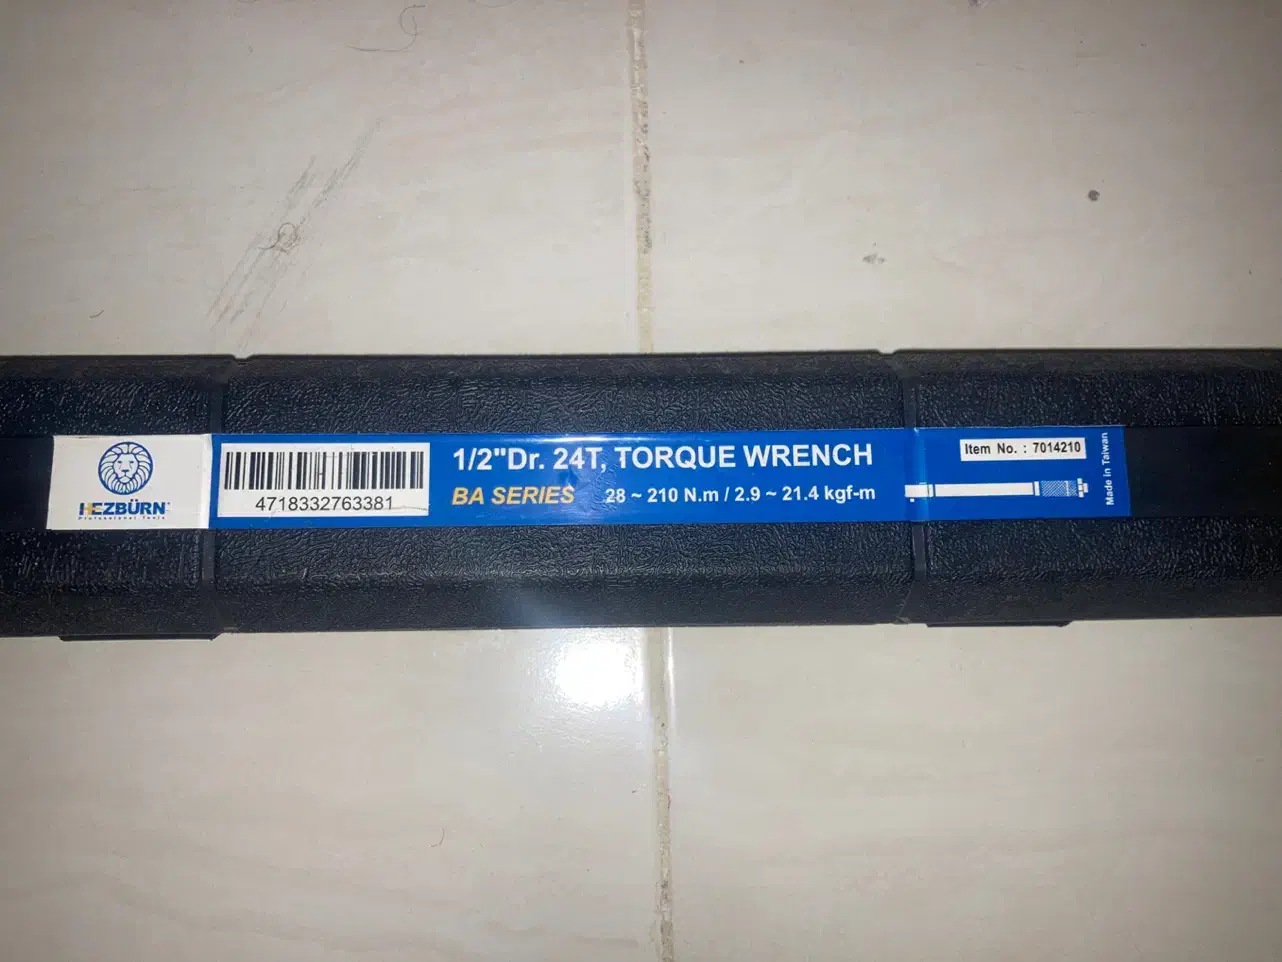 HEZBÜRN
Professional Tools
4718332763381
1/2"Dr. 24T, TORQUE WRENCH
BA SERIES 28 ~ 210 N.m / 2.9 ~ 21.4 kgf-m
Item No. : 7014210
Made in Taiwan